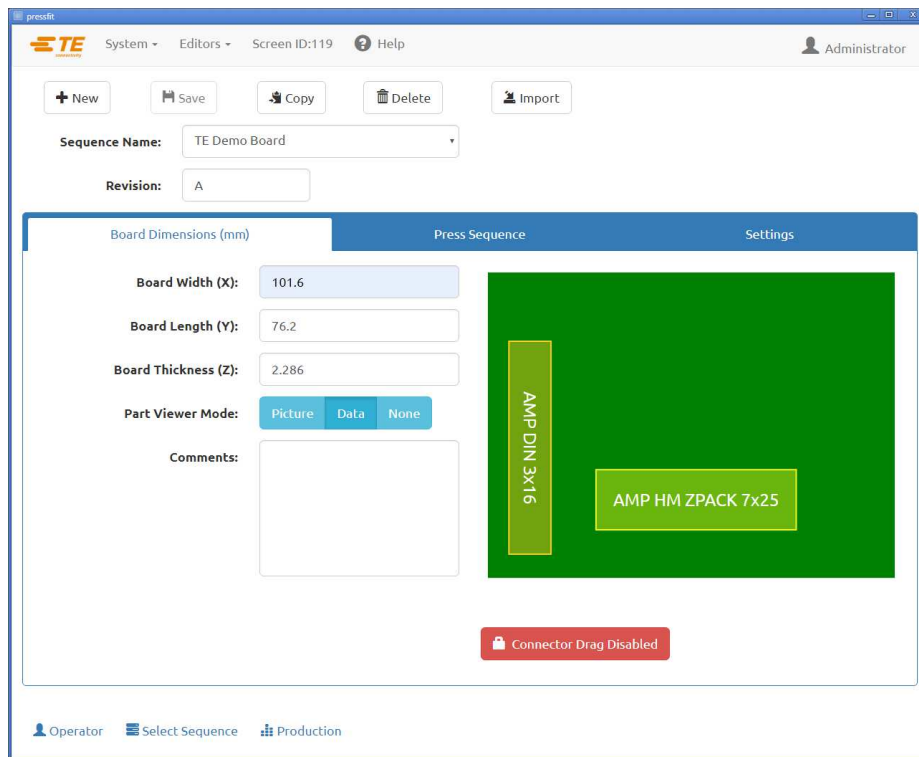 pressfit
TE
connectivity
System Editors Screen ID:119 Help Administrator
New Save Copy Delete Import
Sequence Name: TE Demo Board
Revision: A
Board Dimensions (mm) Press Sequence Settings
Board Width (X): 101.6
Board Length (Y): 76.2
Board Thickness (Z): 2.286
Part Viewer Mode: Picture Data None
Comments:
AMP DIN 3x16
AMP HM ZPACK 7x25
Connector Drag Disabled
Operator Select Sequence Production